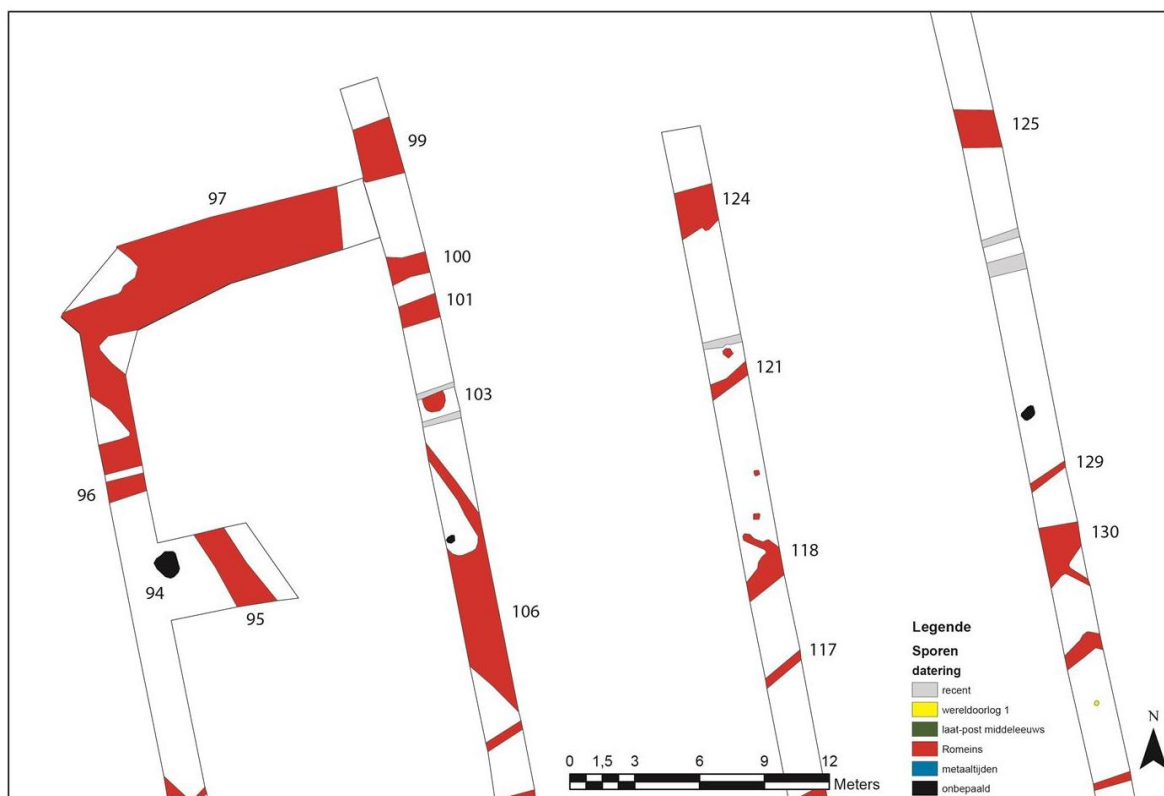 99
125
97
124
100
101
121
103
129
96
118
130
94
106
95
117
Legende
Sporen
datering
recent
wereldoorlog 1
laat-post middeleeuws
Romeins
metaaltijden
onbepaald
N
0 1,5 3 6 9 12
Meters